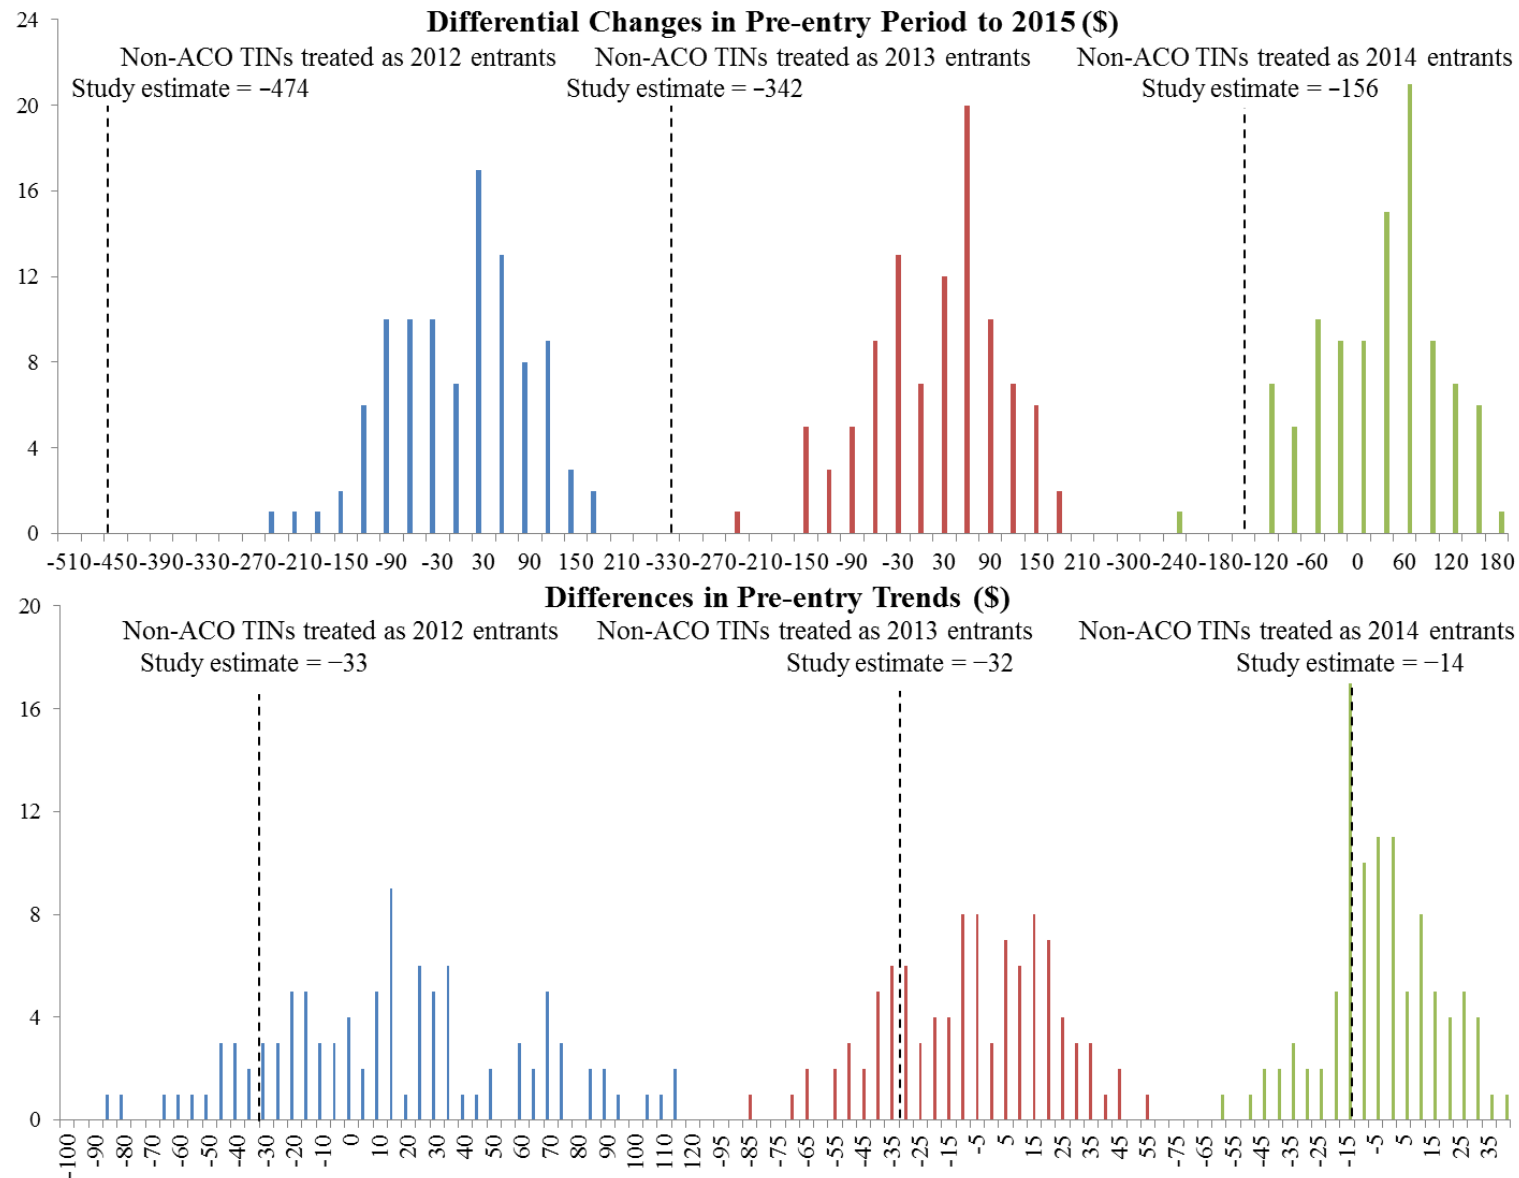 Differential Changes in Pre-entry Period to 2015 ($)
Non-ACO TINs treated as 2012 entrants Non-ACO TINs treated as 2013 entrants Non-ACO TINs treated as 2014 entrants
Study estimate = −474 Study estimate = −342 Study estimate = −156
24
20
16
12
8
4
0
-510 -450 -390 -330 -270 -210 -150 -90 -30 30 90 150 210 -330 -270 -210 -150 -90 -30 30 90 150 210 -300 -240 -180 -120 -60 0 60 120 180
Differences in Pre-entry Trends ($)
Non-ACO TINs treated as 2012 entrants Non-ACO TINs treated as 2013 entrants Non-ACO TINs treated as 2014 entrants
Study estimate = −33 Study estimate = −32 Study estimate = −14
20
16
12
8
4
0
-100 -90 -80 -70 -60 -50 -40 -30 -20 -10 0 10 20 30 40 50 60 70 80 90 100 110 120 -95 -85 -75 -65 -55 -45 -35 -25 -15 -5 5 15 25 35 45 55 -75 -65 -55 -45 -35 -25 -15 -5 5 15 25 35